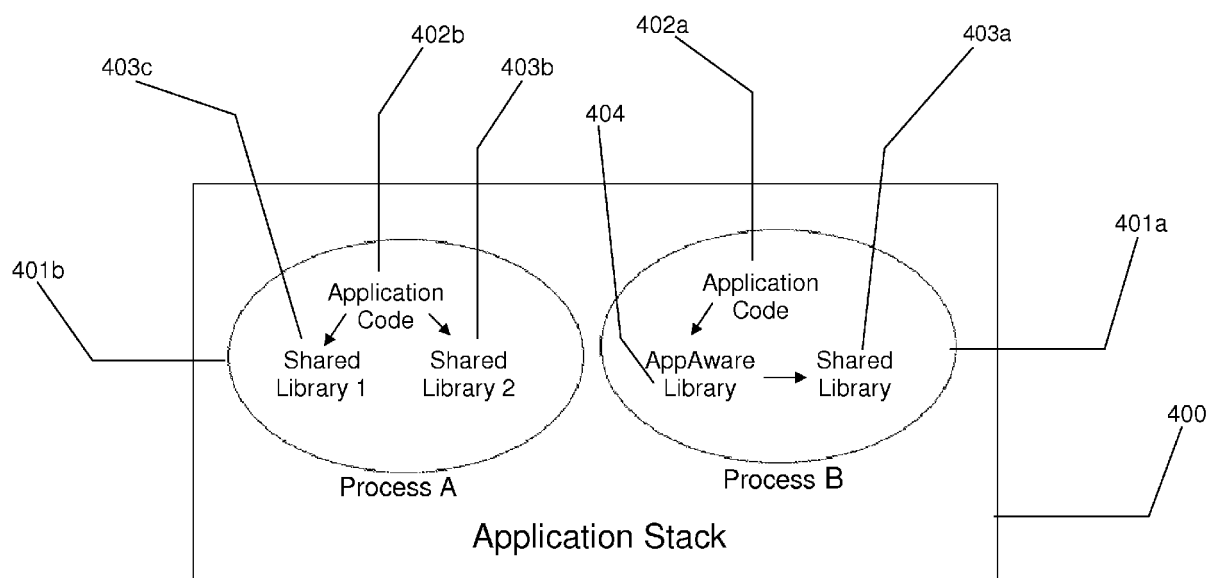 402b
402a
403a
403c
403b
404
401a
401b
Application
Code
Shared
Library 1
Shared
Library 2
Process A
Application
Code
AppAware
Library
Shared
Library
Process B
400
Application Stack